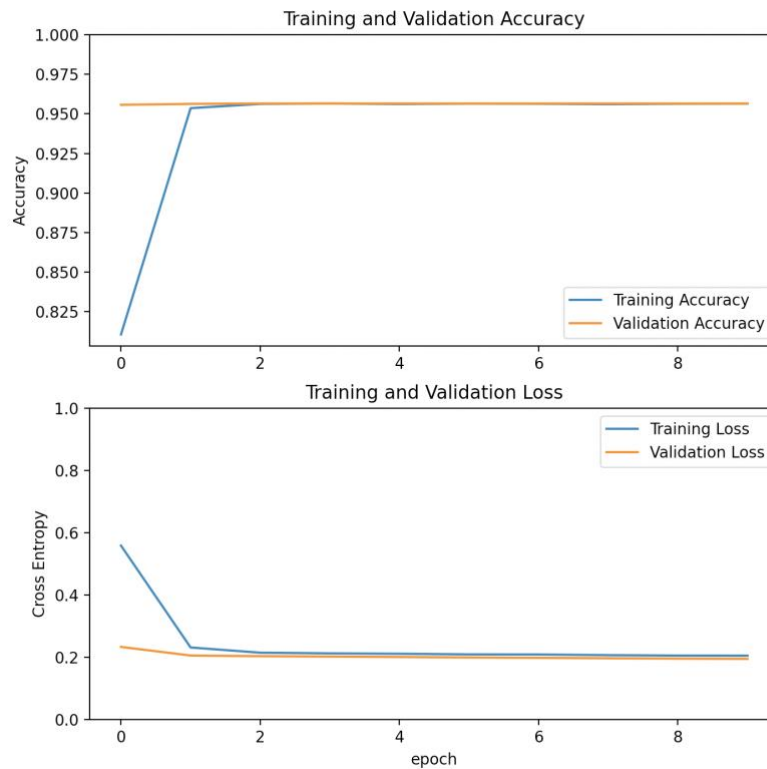 Training and Validation Accuracy
1.000
0.975
0.950
0.925
0.900
0.875
0.850
0.825
Accuracy
Training Accuracy
Validation Accuracy
0 2 4 6 8
Training and Validation Loss
1.0
0.8
0.6
0.4
0.2
0.0
Cross Entropy
Training Loss
Validation Loss
0 2 4 6 8
epoch